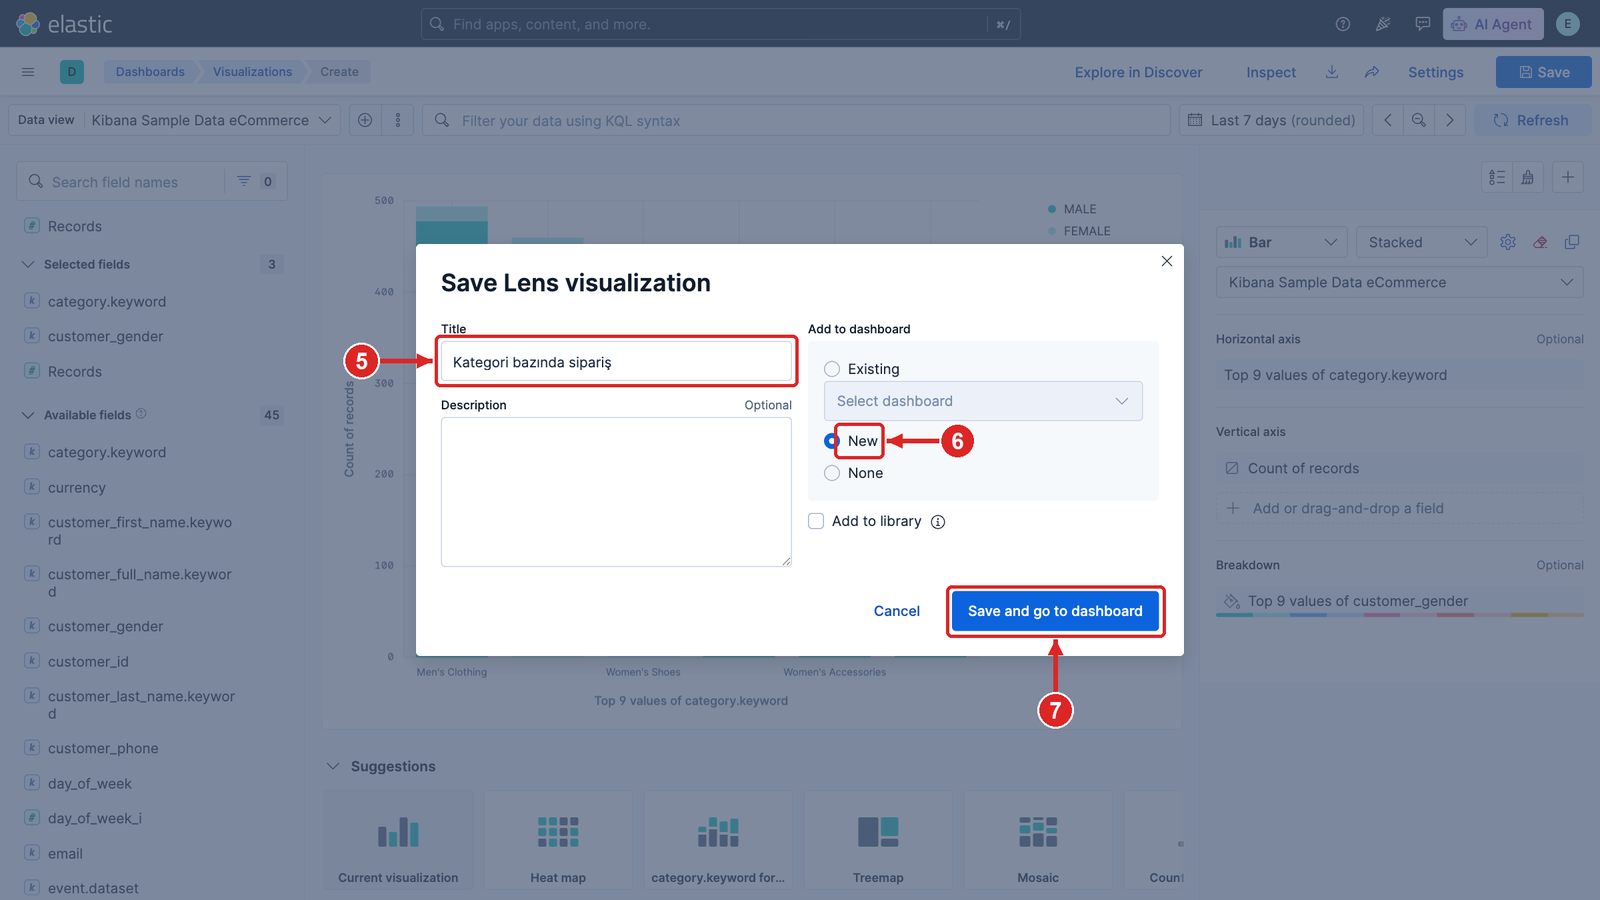 elastic
Find apps, content, and more.
⌘/
AI Agent
E
D
Dashboards
Visualizations
Create
Explore in Discover
Inspect
Settings
Save
Data view
Kibana Sample Data eCommerce
Filter your data using KQL syntax
Last 7 days (rounded)
Refresh
Search field names
0
# Records
Selected fields
3
k category.keyword
k customer_gender
# Records
Available fields
45
k category.keyword
k currency
k customer_first_name.keywo
rd
k customer_full_name.keywor
d
k customer_gender
k customer_id
k customer_last_name.keywor
d
k customer_phone
k day_of_week
# day_of_week_i
k email
k event.dataset
500
400
300
200
100
0
Count of records
MALE
FEMALE
Men's Clothing
Women's Shoes
Women's Accessories
Top 9 values of category.keyword
Save Lens visualization
Title
5
Kategori bazında sipariş
Description
Optional
Add to dashboard
Existing
Select dashboard
New
6
None
Add to library
Cancel
Save and go to dashboard
7
Suggestions
Current visualization
Heat map
category.keyword for...
Treemap
Mosaic
Count
Bar
Stacked
Kibana Sample Data eCommerce
Horizontal axis
Optional
Top 9 values of category.keyword
Vertical axis
Count of records
Add or drag-and-drop a field
Breakdown
Optional
Top 9 values of customer_gender